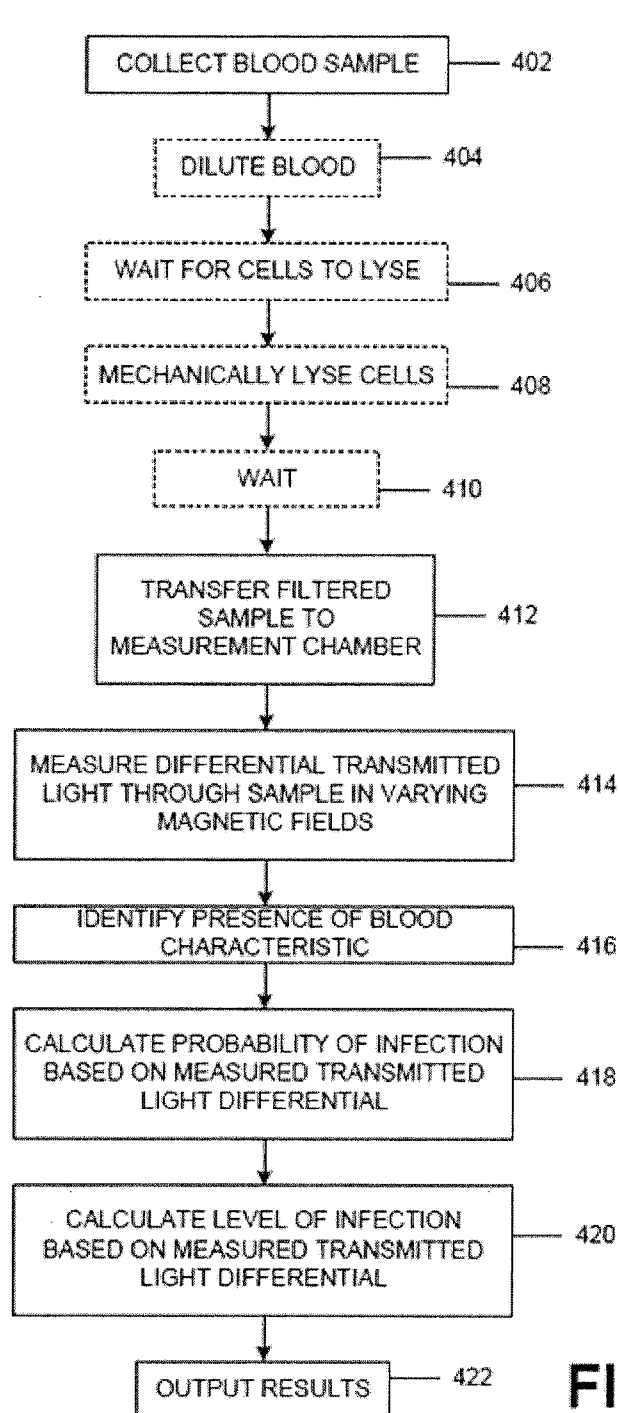 COLLECT BLOOD SAMPLE
402
DILUTE BLOOD
404
WAIT FOR CELLS TO LYSE
406
MECHANICALLY LYSE CELLS
408
WAIT
410
TRANSFER FILTERED
SAMPLE TO
MEASUREMENT CHAMBER
412
MEASURE DIFFERENTIAL TRANSMITTED
LIGHT THROUGH SAMPLE IN VARYING
MAGNETIC FIELDS
414
IDENTIFY PRESENCE OF BLOOD
CHARACTERISTIC
416
CALCULATE PROBABILITY OF INFECTION
BASED ON MEASURED TRANSMITTED
LIGHT DIFFERENTIAL
418
CALCULATE LEVEL OF INFECTION
BASED ON MEASURED TRANSMITTED
LIGHT DIFFERENTIAL
420
OUTPUT RESULTS
422
FI